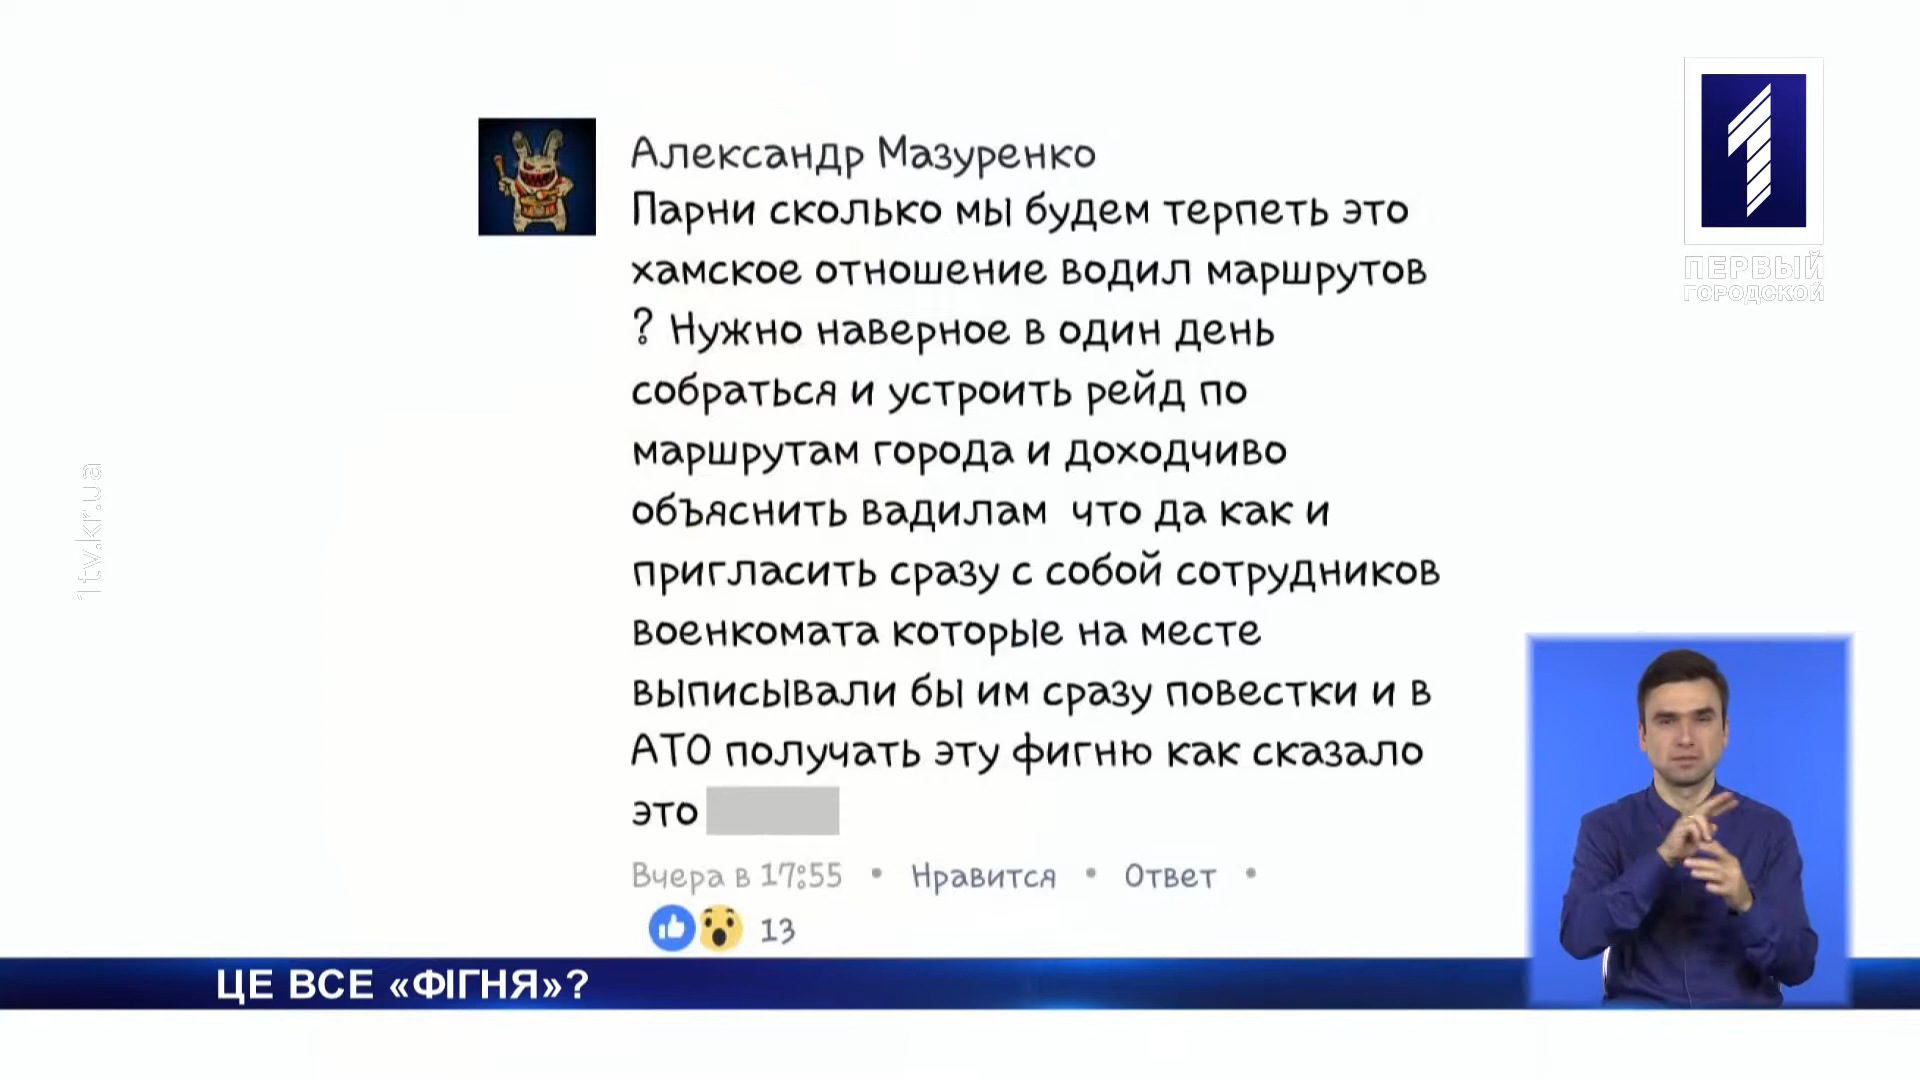 Александр Мазуренко
Парни сколько мы будем терпеть это
хамское отношение водил маршрутов
? Нужно наверное в один день
собраться и устроить рейд по
маршрутам города и доходчиво
объяснить вадилам что да как и
пригласить сразу с собой сотрудников
военкомата которые на месте
выписывали бы им сразу повестки и в
АТО получать эту фигню как сказало
это
Вчера в 17:55 • Нравится • Ответ •
13
1
ПЕРВЫЙ
ГОРОДСКОЙ
1tv.kr.ua
ЦЕ ВСЕ «ФІГНЯ»?